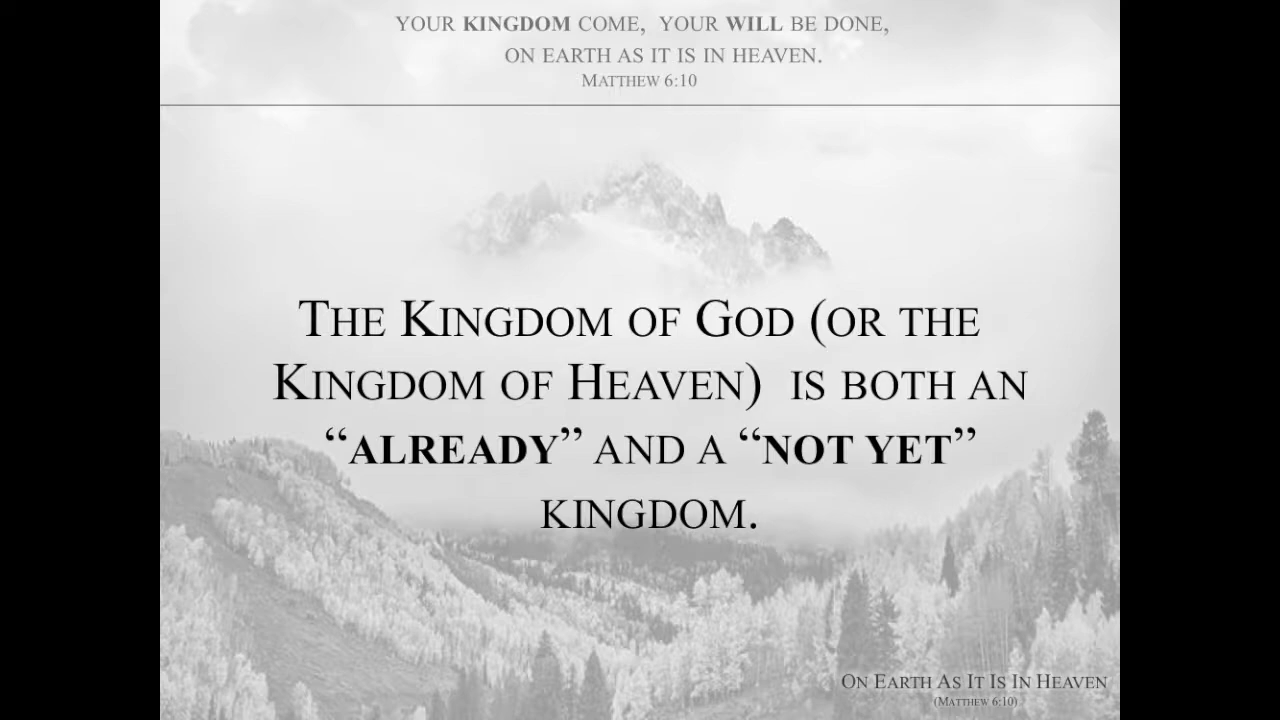 YOUR KINGDOM COME, YOUR WILL BE DONE,
ON EARTH AS IT IS IN HEAVEN.
MATTHEW 6:10
THE KINGDOM OF GOD (OR THE
KINGDOM OF HEAVEN) IS BOTH AN
“ALREADY” AND A “NOT YET”
KINGDOM.
ON EARTH AS IT IS IN HEAVEN
(MATTHEW 6:10)